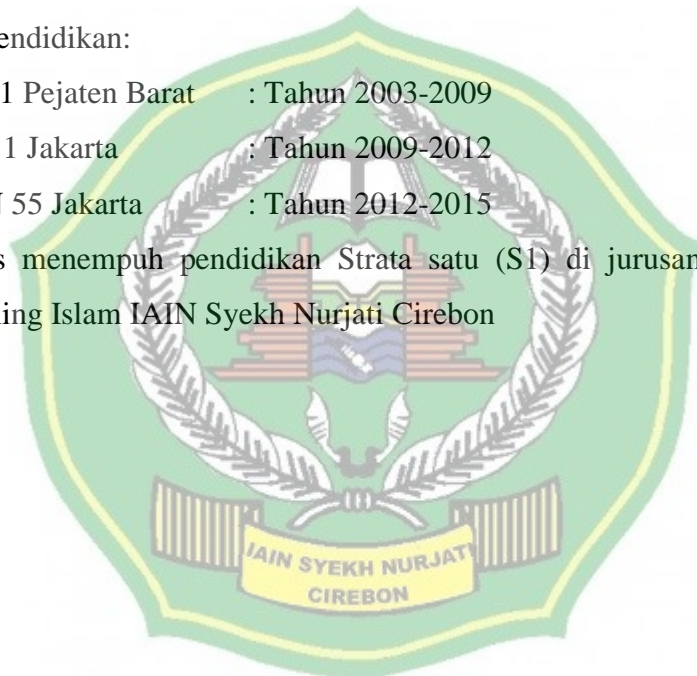 endidikan:
1 Pejaten Barat : Tahun 2003-2009
1 Jakarta : Tahun 2009-2012
55 Jakarta : Tahun 2012-2015
s menempuh pendidikan Strata satu (S1) di jurusan
ing Islam IAIN Syekh Nurjati Cirebon
IAIN SYEKH NURJATI
CIREBON